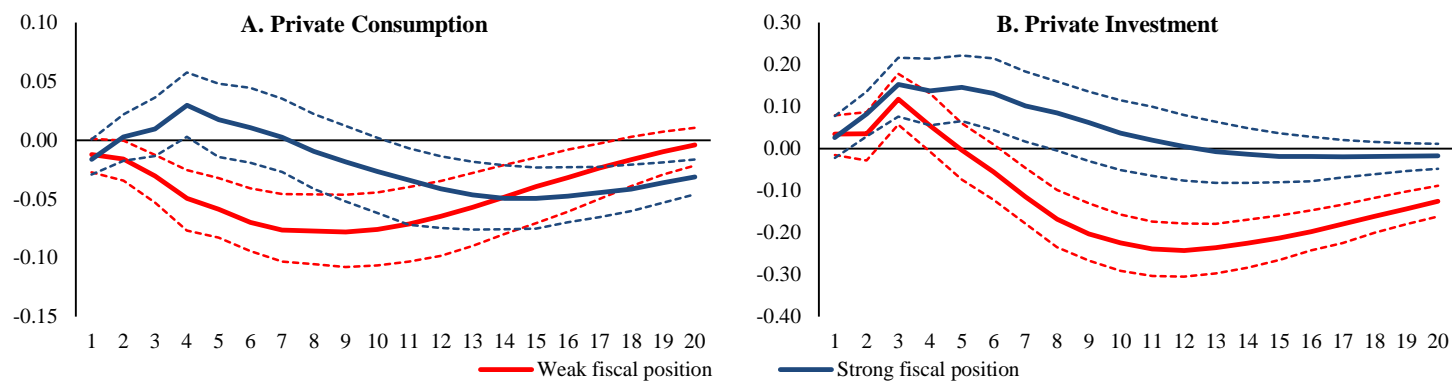 A. Private Consumption
0.10
0.05
0.00
-0.05
-0.10
-0.15
1 2 3 4 5 6 7 8 9 10 11 12 13 14 15 16 17 18 19 20
B. Private Investment
0.30
0.20
0.10
0.00
-0.10
-0.20
-0.30
-0.40
1 2 3 4 5 6 7 8 9 10 11 12 13 14 15 16 17 18 19 20
Weak fiscal position
Strong fiscal position